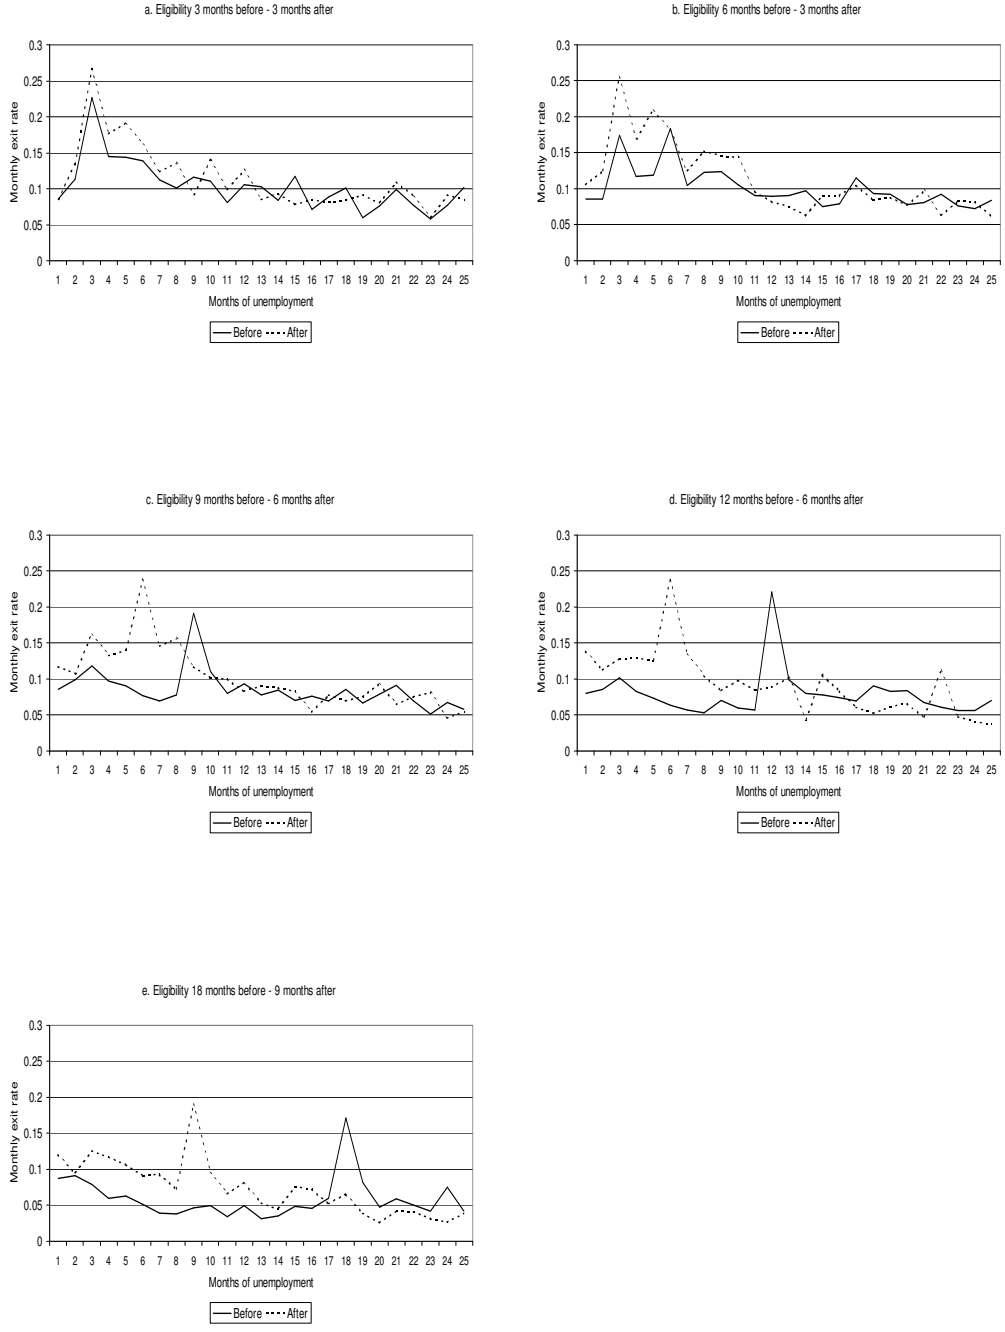 a. Eligibility 3 months before - 3 months after
Monthly exit rate
0.3
0.25
0.2
0.15
0.1
0.05
0
1 2 3 4 5 6 7 8 9 10 11 12 13 14 15 16 17 18 19 20 21 22 23 24 25
Months of unemployment
Before After
b. Eligibility 6 months before - 3 months after
Monthly exit rate
0.3
0.25
0.2
0.15
0.1
0.05
0
1 2 3 4 5 6 7 8 9 10 11 12 13 14 15 16 17 18 19 20 21 22 23 24 25
Months of unemployment
Before After
c. Eligibility 9 months before - 6 months after
Monthly exit rate
0.3
0.25
0.2
0.15
0.1
0.05
0
1 2 3 4 5 6 7 8 9 10 11 12 13 14 15 16 17 18 19 20 21 22 23 24 25
Months of unemployment
Before After
d. Eligibility 12 months before - 6 months after
Monthly exit rate
0.3
0.25
0.2
0.15
0.1
0.05
0
1 2 3 4 5 6 7 8 9 10 11 12 13 14 15 16 17 18 19 20 21 22 23 24 25
Months of unemployment
Before After
e. Eligibility 18 months before - 9 months after
Monthly exit rate
0.3
0.25
0.2
0.15
0.1
0.05
0
1 2 3 4 5 6 7 8 9 10 11 12 13 14 15 16 17 18 19 20 21 22 23 24 25
Months of unemployment
Before After